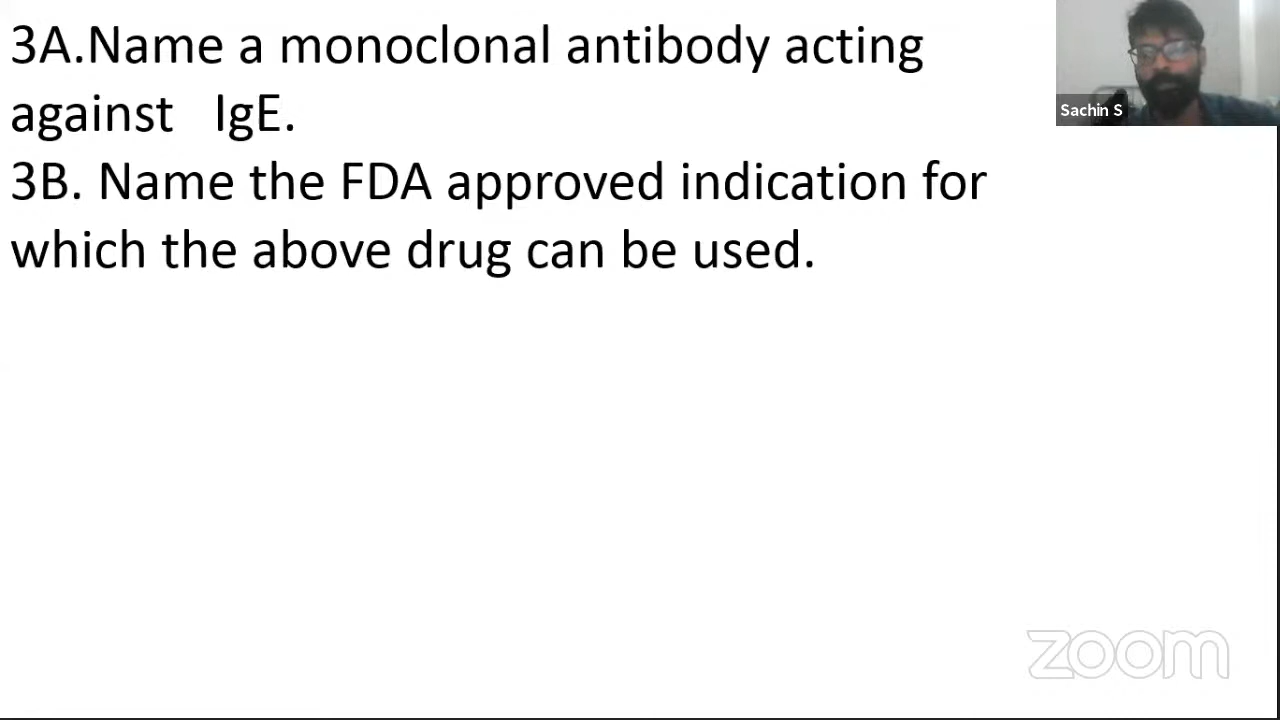 3A.Name a monoclonal antibody acting
against IgE.
3B. Name the FDA approved indication for
which the above drug can be used.
Sachin S
zoom